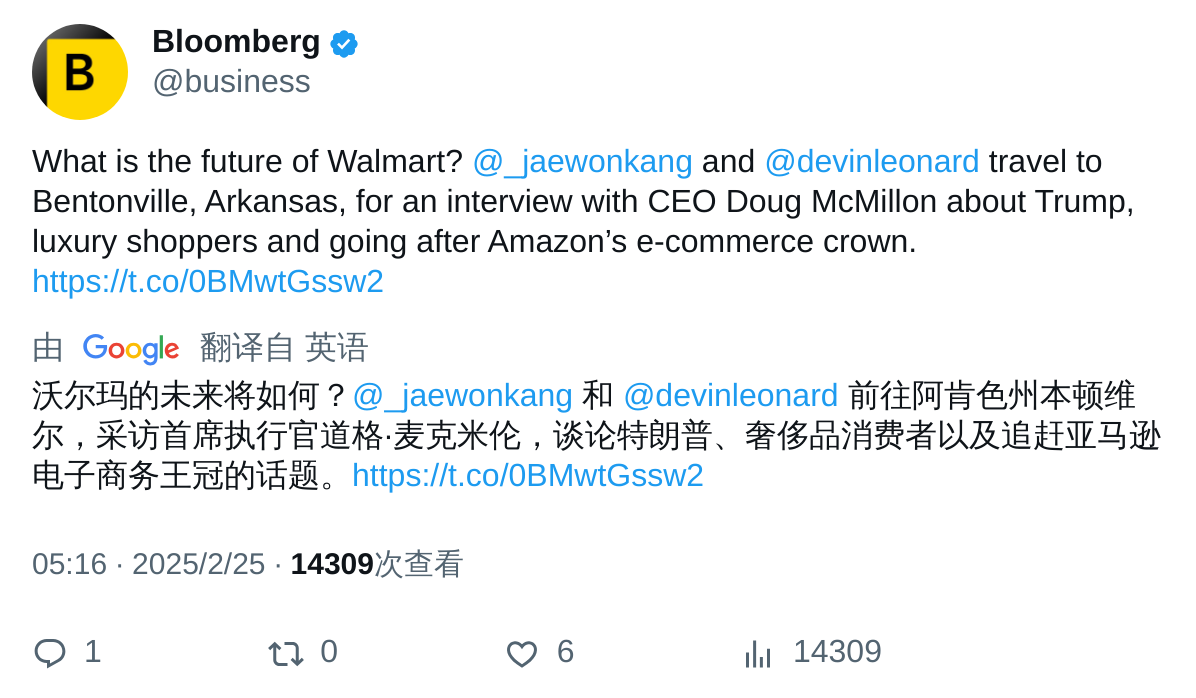 B
Bloomberg
@business
What is the future of Walmart? @_jaewonkang and @devinleonard travel to
Bentonville, Arkansas, for an interview with CEO Doug McMillon about Trump,
luxury shoppers and going after Amazon’s e-commerce crown.
https://t.co/0BMwtGssw2
由 Google 翻译自 英语
沃尔玛的未来将如何？@_jaewonkang 和 @devinleonard 前往阿肯色州本顿维
尔，采访首席执行官道格·麦克米伦，谈论特朗普、奢侈品消费者以及追赶亚马逊
电子商务王冠的话题。https://t.co/0BMwtGssw2
05:16 · 2025/2/25 · 14309次查看
1 0 6 14309